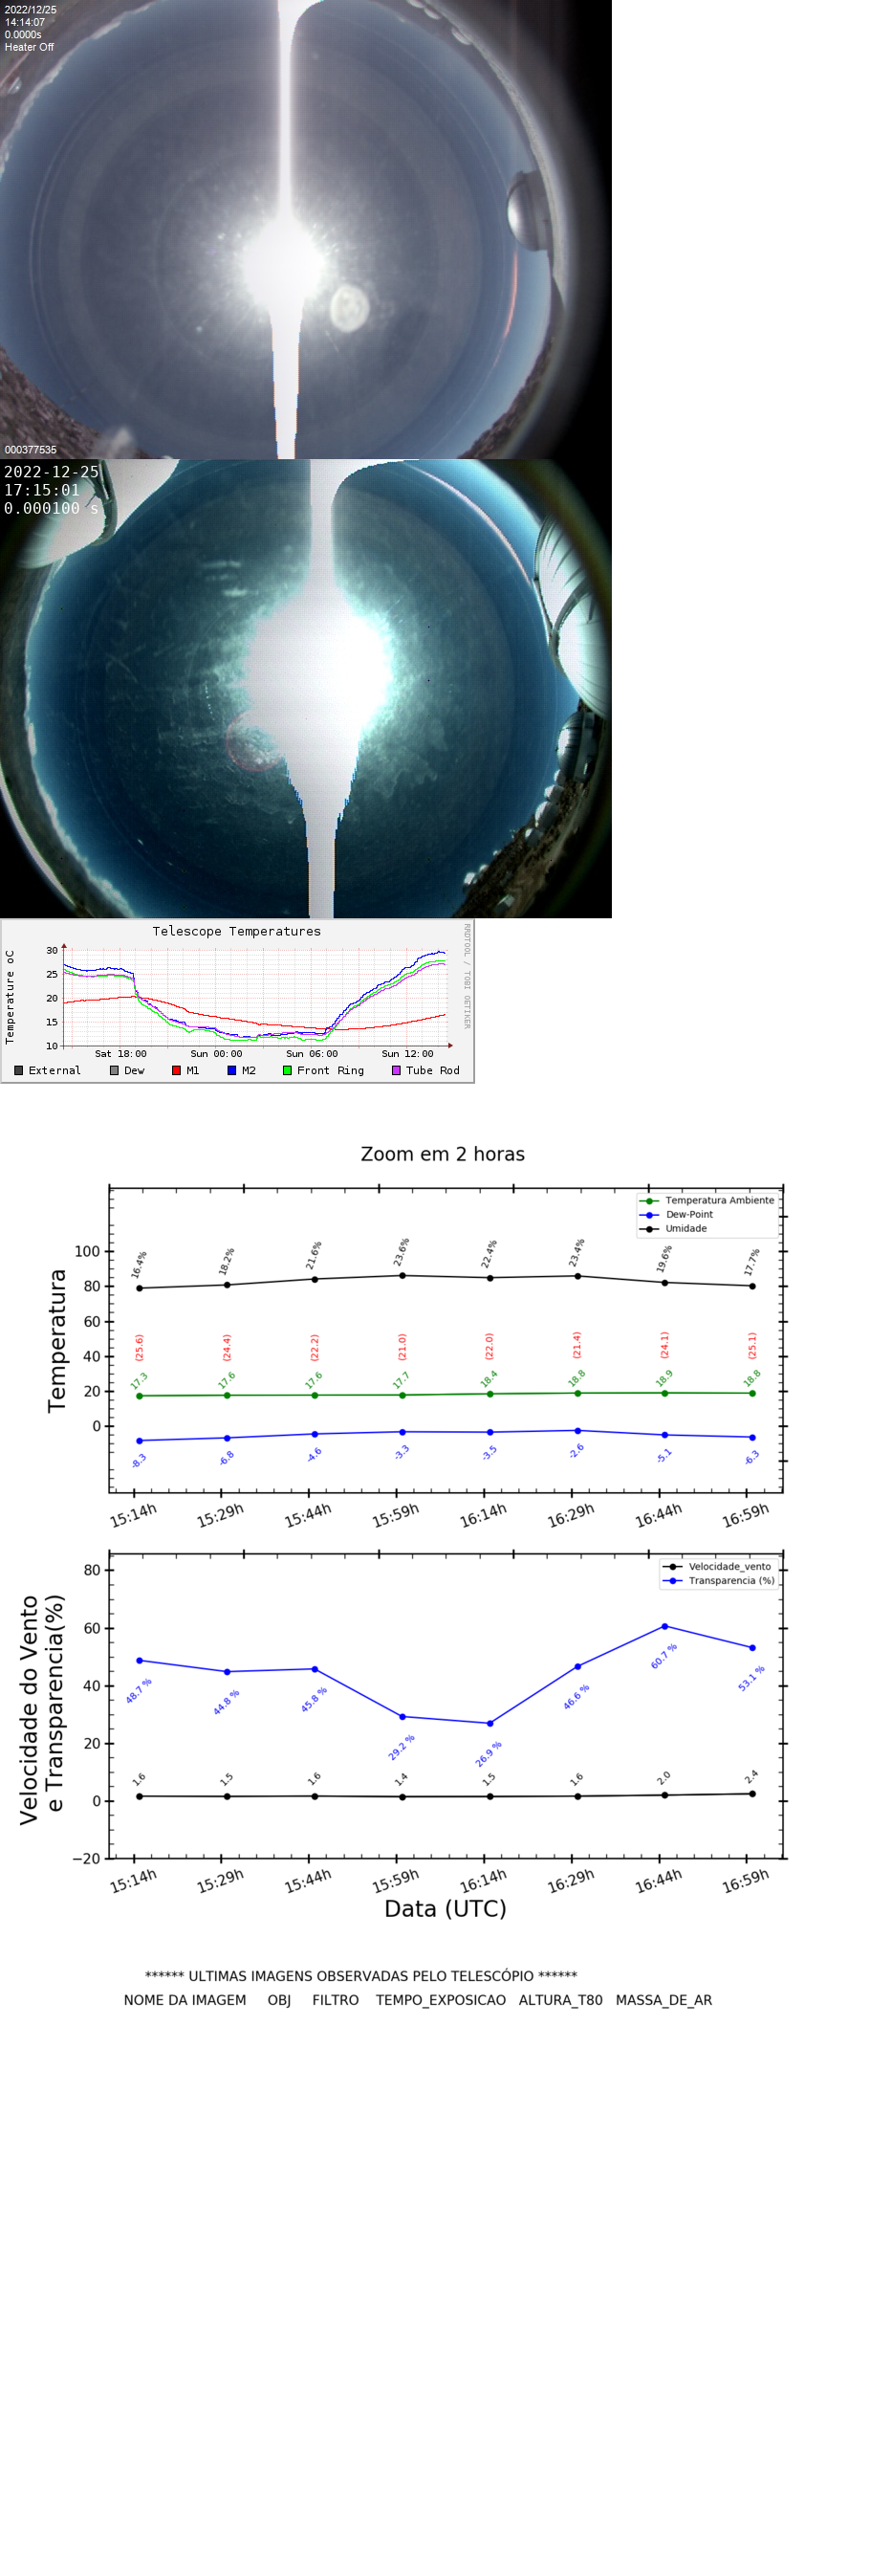 2022/12/25
14:14:07
0.0000s
Heater Off
000377535
2022-12-25
17:15:01
0.000100 s
Telescope Temperatures
RRDTOOL / TOBI OETIKER
Temperature oC
30
25
20
15
10
Sat 18:00 Sun 00:00 Sun 06:00 Sun 12:00
External Dew M1 M2 Front Ring Tube Rod
Zoom em 2 horas
Temperatura Ambiente
Dew-Point
Umidade
Temperatura
100
80
60
40
20
0
16.4% 18.2% 21.6% 23.6% 22.4% 23.4% 19.6% 17.7%
(25.6) (24.4) (22.2) (21.0) (22.0) (21.4) (24.1) (25.1)
17.3 17.6 17.6 17.7 18.4 18.8 18.9 18.8
-8.3 -6.8 -4.6 -3.3 -3.5 -2.6 -5.1 -6.3
15:14h 15:29h 15:44h 15:59h 16:14h 16:29h 16:44h 16:59h
Velocidade_vento
Transparencia (%)
Velocidade do Vento
e Transparencia(%)
80
60
40
20
0
−20
48.7 % 44.8 % 45.8 % 29.2 % 26.9 % 46.6 % 60.7 % 53.1 %
1.6 1.5 1.6 1.4 1.5 1.6 2.0 2.4
15:14h 15:29h 15:44h 15:59h 16:14h 16:29h 16:44h 16:59h
Data (UTC)
****** ULTIMAS IMAGENS OBSERVADAS PELO TELESCÓPIO ******
NOME DA IMAGEM OBJ FILTRO TEMPO_EXPOSICAO ALTURA_T80 MASSA_DE_AR